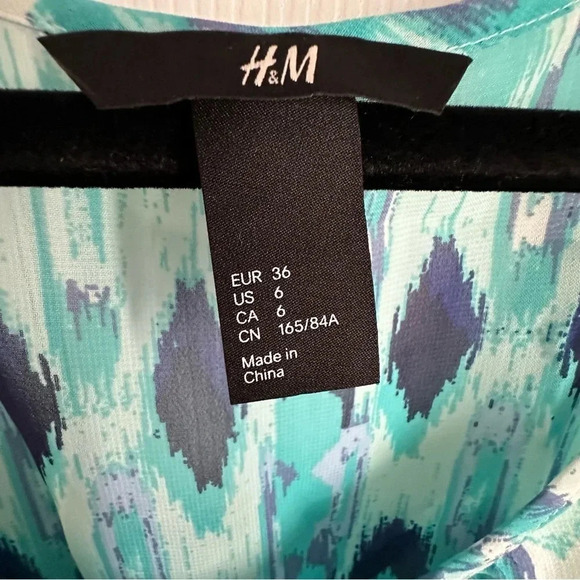 H&M
EUR 36
US 6
CA 6
CN 165/84A
Made in
China